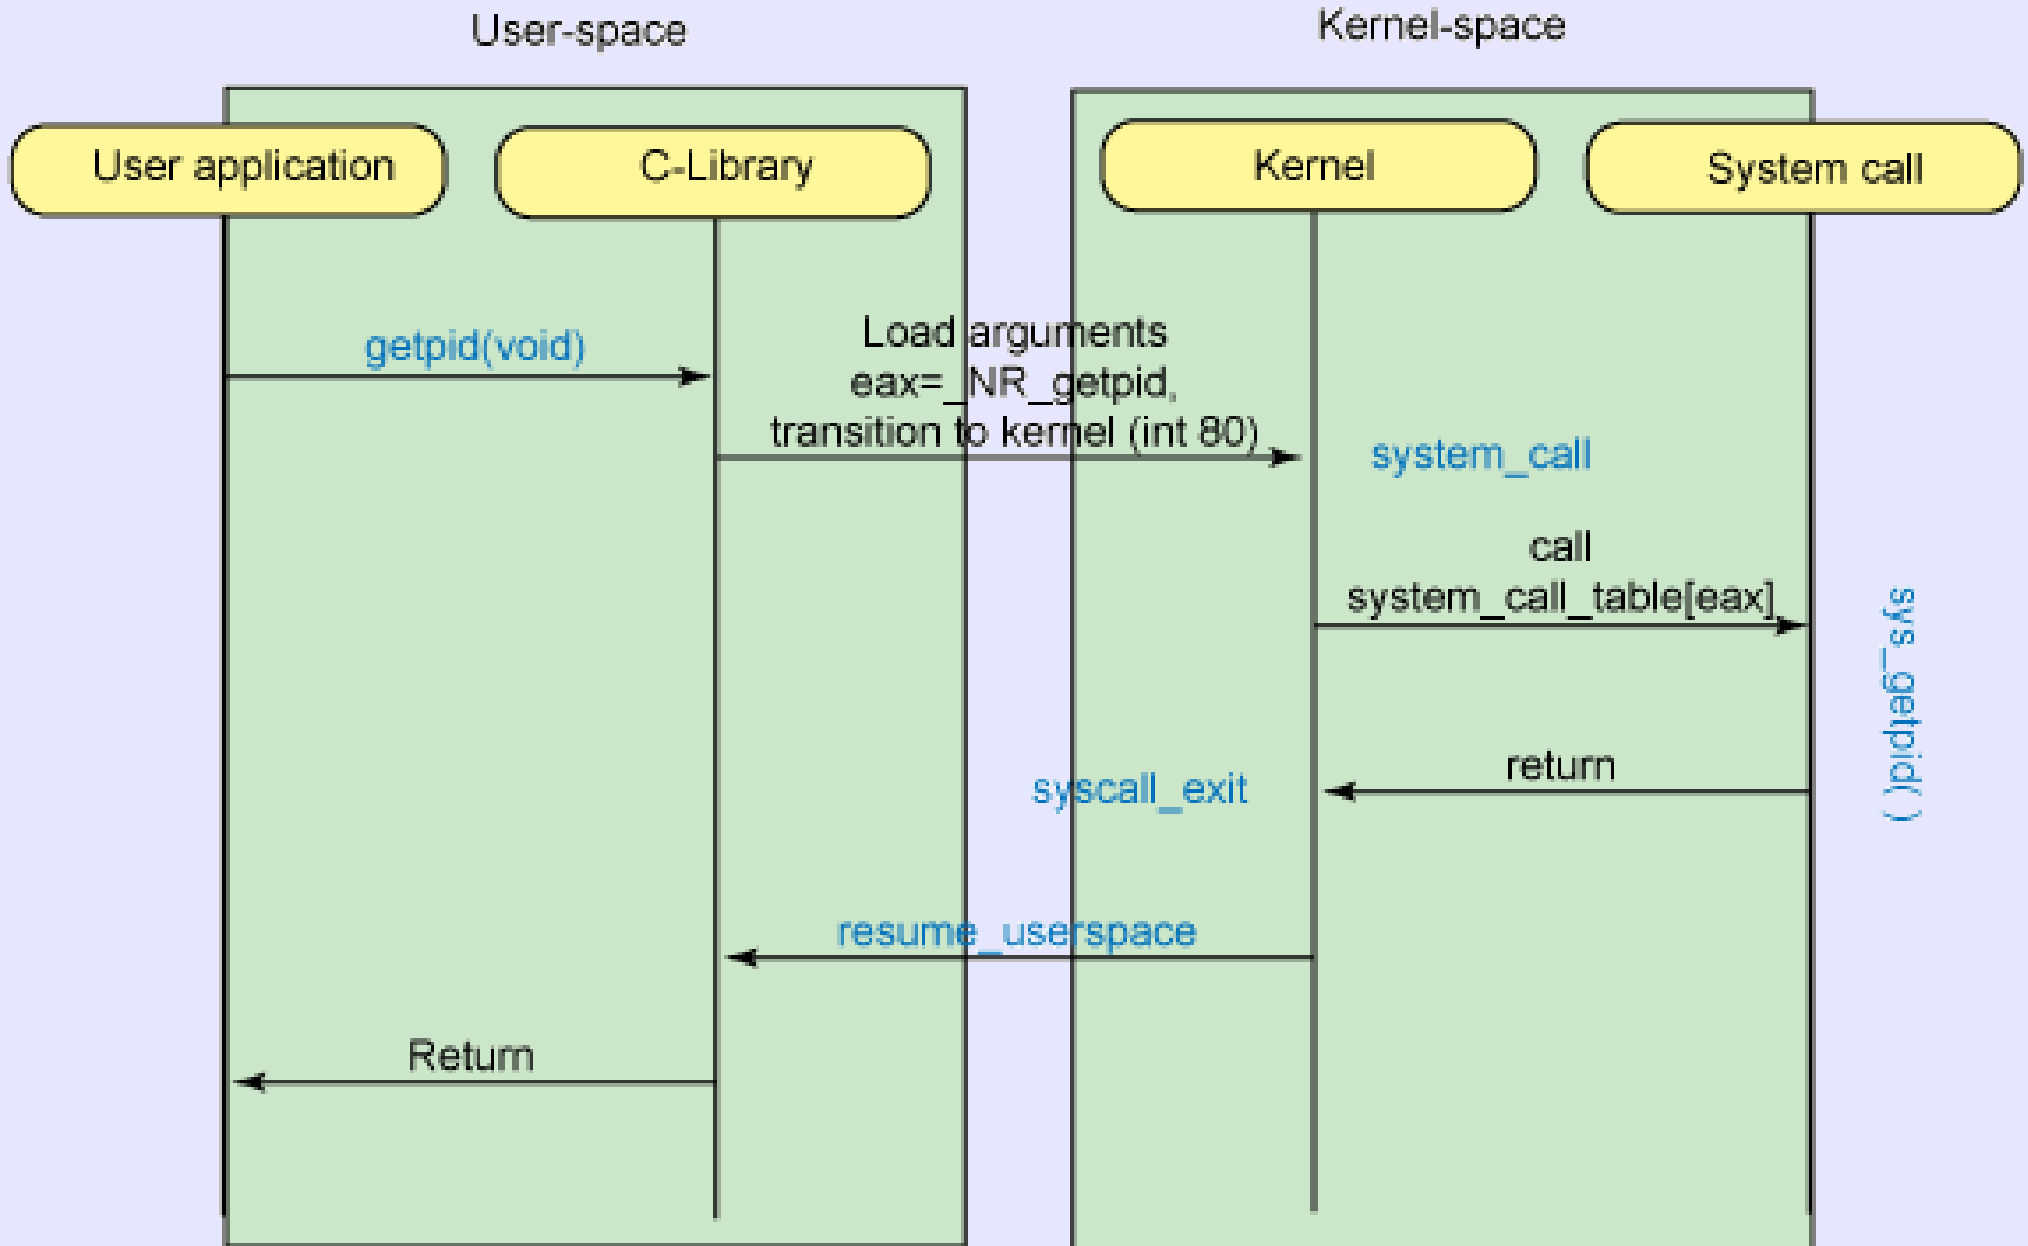 User-space
Kernel-space
User application
C-Library
Kernel
System call
getpid(void)
Load arguments
eax=_NR_getpid,
transition to kernel (int 80)
system_call
call
system_call_table[eax]
sys_getpid( )
return
syscall_exit
resume_userspace
Return